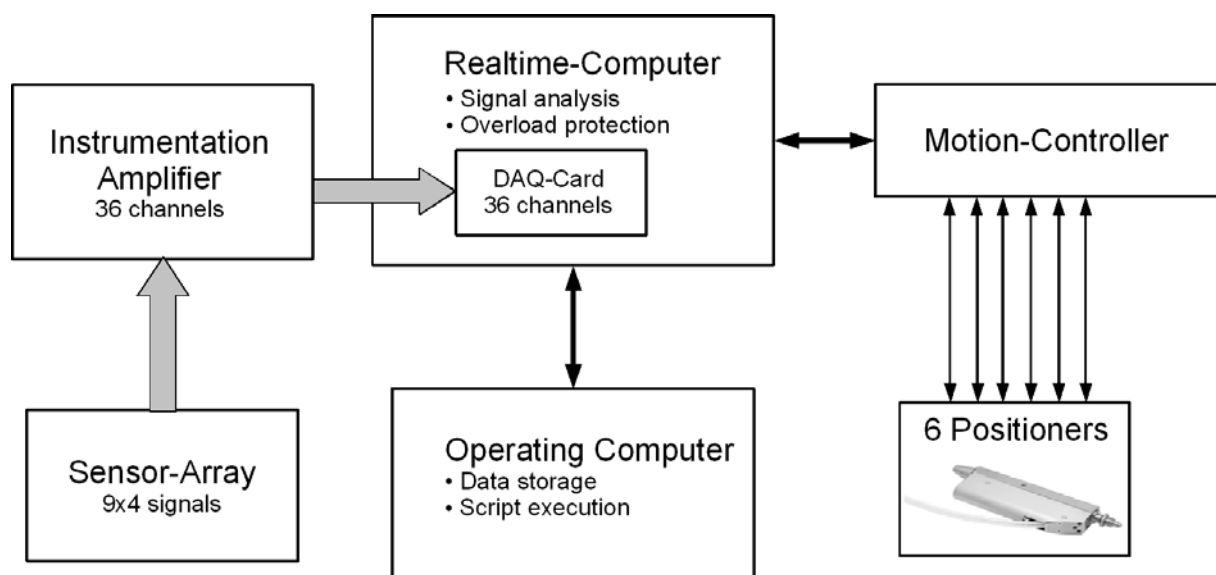 Instrumentation
Amplifier
36 channels
Realtime-Computer
• Signal analysis
• Overload protection
DAQ-Card
36 channels
Motion-Controller
Sensor-Array
9x4 signals
Operating Computer
• Data storage
• Script execution
6 Positioners